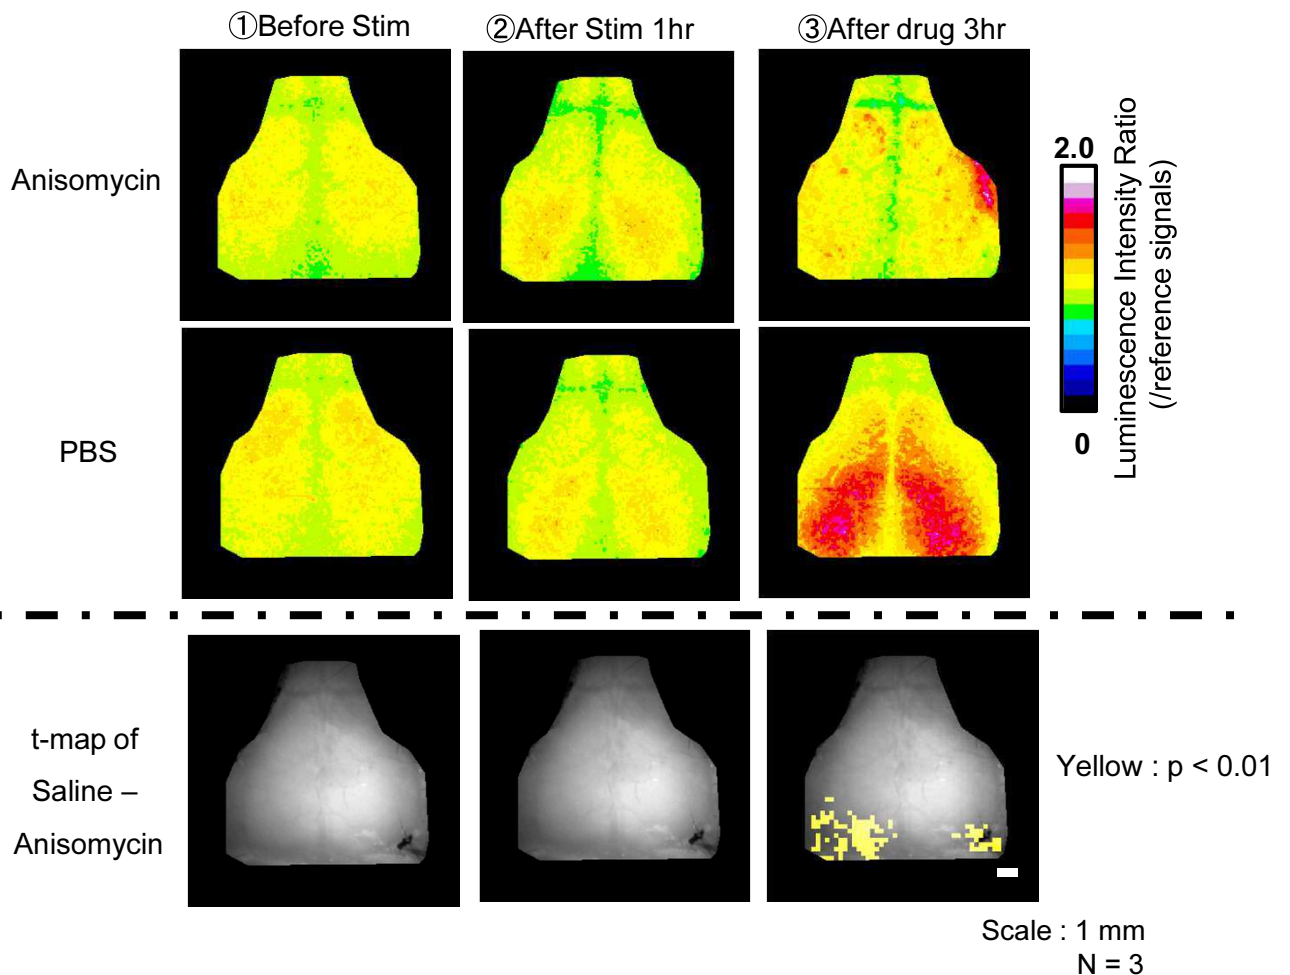 ①Before Stim
②After Stim 1hr
③After drug 3hr
Anisomycin
PBS
2.0
0
Luminescence Intensity Ratio
(/reference signals)
t-map of
Saline –
Anisomycin
Yellow : p < 0.01
Scale : 1 mm
N = 3